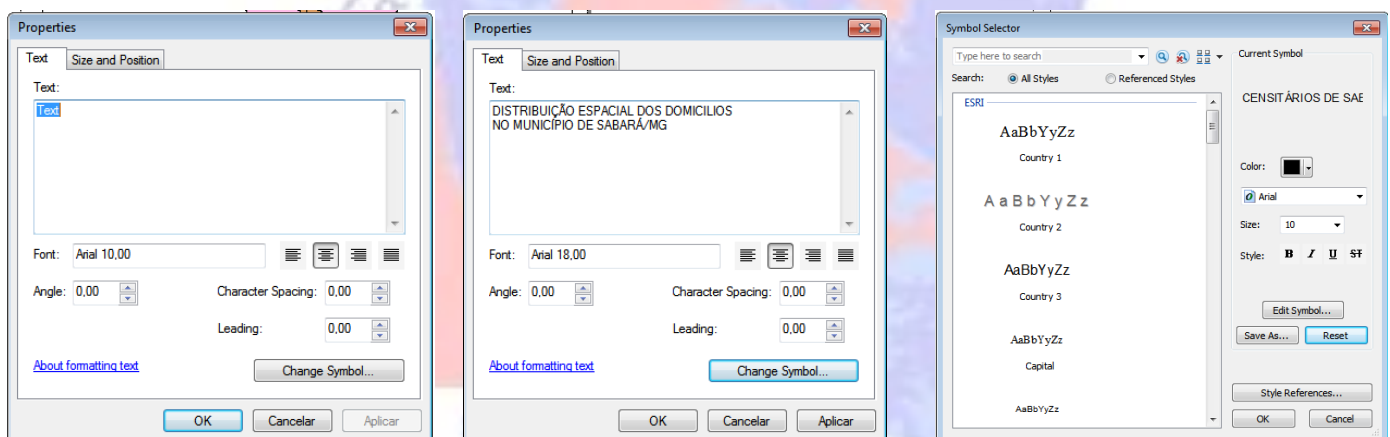 Properties
Text
Size and Position
Text:
Text
Font:
Arial 10,00
Angle:
0,00
Character Spacing:
0,00
Leading:
0,00
About formatting text
Change Symbol...
OK
Cancelar
Aplicar
Properties
Text
Size and Position
Text:
DISTRIBUIÇÃO ESPACIAL DOS DOMICILIOS
NO MUNICÍPIO DE SABARÁ/MG
Font:
Arial 18,00
Angle:
0,00
Character Spacing:
0,00
Leading:
0,00
About formatting text
Change Symbol...
OK
Cancelar
Aplicar
Symbol Selector
Type here to search
Search:
All Styles
Referenced Styles
ESRI
AaBbYyZz
Country 1
AaBbYyZz
Country 2
AaBbYyZz
Country 3
AaBbYyZz
Capital
AaBbYyZz
Current Symbol
CENSITÁRIOS DE SAB
Color:
Arial
Size:
10
Style:
B I U ST
Edit Symbol...
Save As...
Reset
Style References...
OK
Cancel